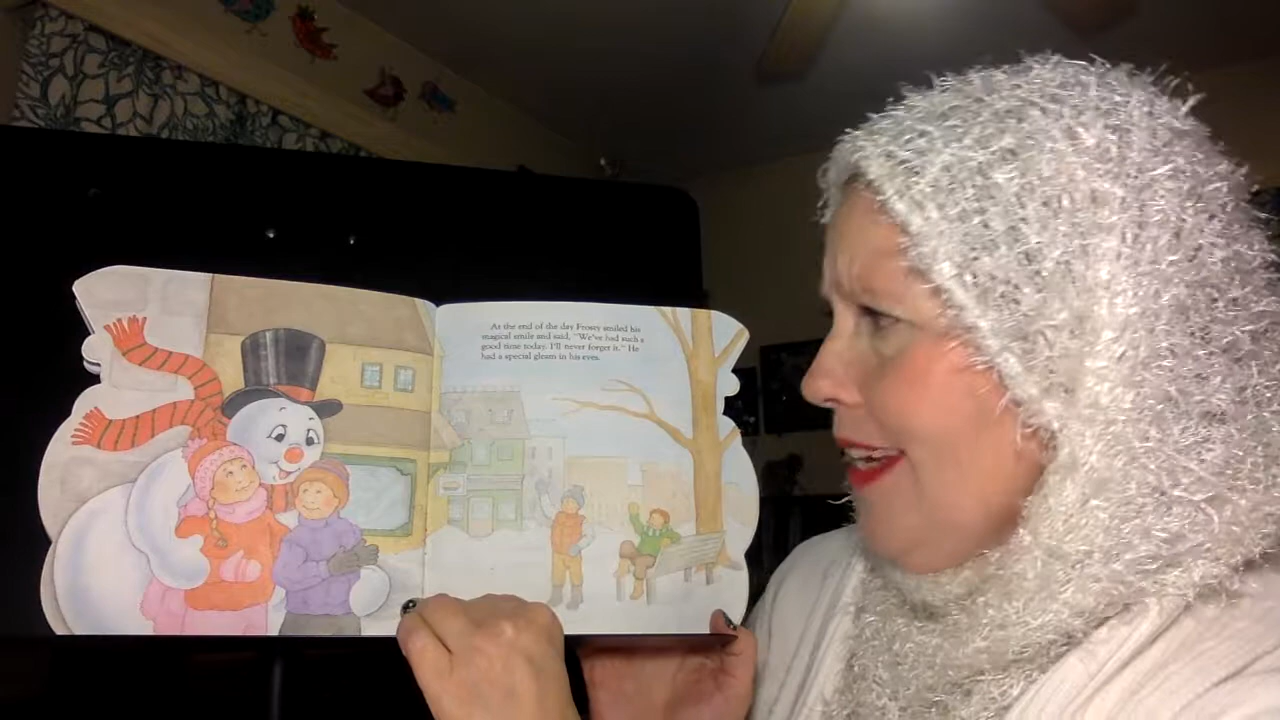 At the end of the day Frosty smiled his
magical smile and said, "We've had such a
good time today. I'll never forget it." He
had a special gleam in his eyes.